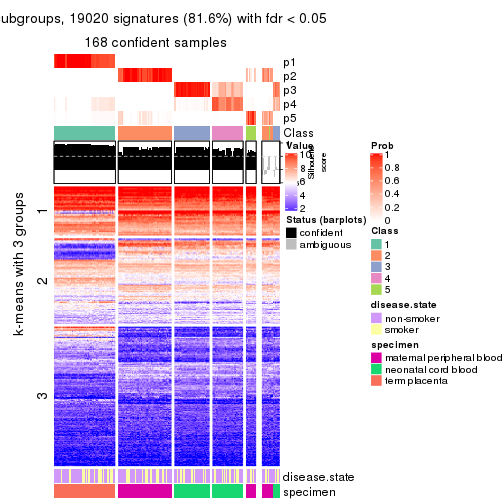 ubgroups, 19020 signatures (81.6%) with fdr < 0.05
168 confident samples
p1
p2
p3
p4
p5
Class
1
2
3
k-means with 3 groups
disease.state
specimen
Value
10
8
6
4
2
Silhouette
score
Status (barplots)
confident
ambiguous
Prob
1
0.8
0.6
0.4
0.2
0
Class
1
2
3
4
5
disease.state
non-smoker
smoker
specimen
maternal peripheral blood
neonatal cord blood
term placenta